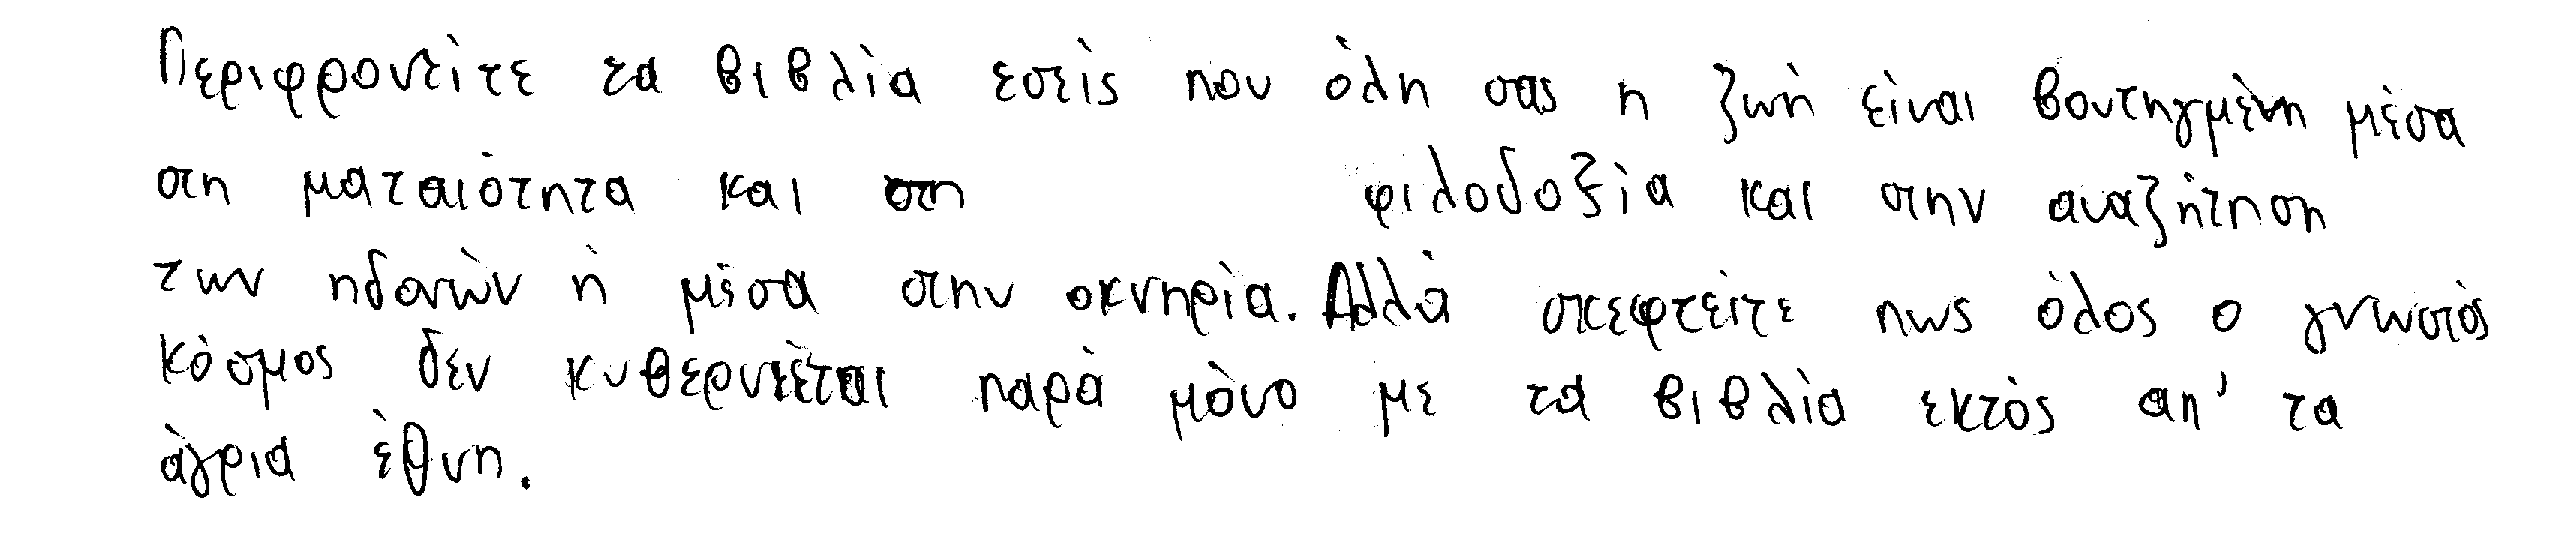 Περιφροντίτε τα βιβλία εσείς που όλη σας η ζωή είναι βουτηγμένη μέσα
στη ματαιότητα και στη φιλοδοξία και στην αναζήτηση
των ηδονών ή μέσα στην οκνηρία. Αλλά σκεφτείτε πως όλος ο γνωστός
κόσμος δεν κυβερνιέται παρά μόνο με τα βιβλία εκτός απ' τα
άγρια έθνη.